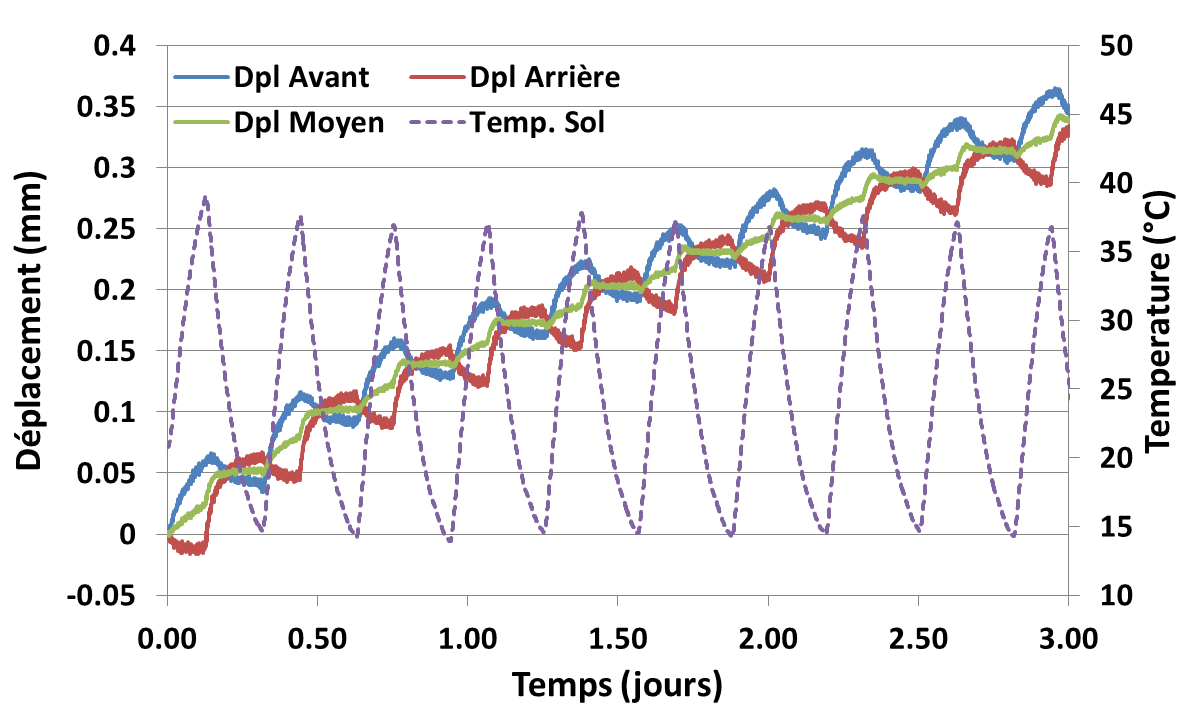 Déplacement (mm)
0.4
0.35
0.3
0.25
0.2
0.15
0.1
0.05
0
-0.05
Dpl Avant
Dpl Arrière
Dpl Moyen
Temp. Sol
50
45
40
35
30
25
20
15
10
Temperature (°C)
0.00 0.50 1.00 1.50 2.00 2.50 3.00
Temps (jours)